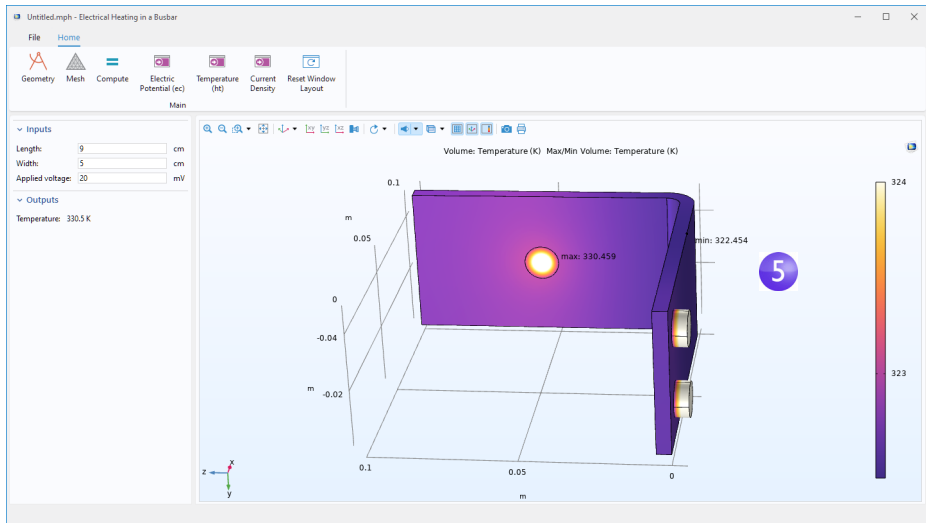 Untitled.mph - Electrical Heating in a Busbar
File Home
Geometry Mesh Compute Electric Potential (ec) Temperature (ht) Current Density Reset Window Layout
Main
Inputs
Length: 9 cm
Width: 5 cm
Applied voltage: 20 mV
Outputs
Temperature: 330.5 K
xy yz xz
Volume: Temperature (K) Max/Min Volume: Temperature (K)
0.1
m
0.05
0
-0.04
m
-0.02
max: 330.459
min: 322.454
5
324
323
0.1
0.05
0
m
x
z
y